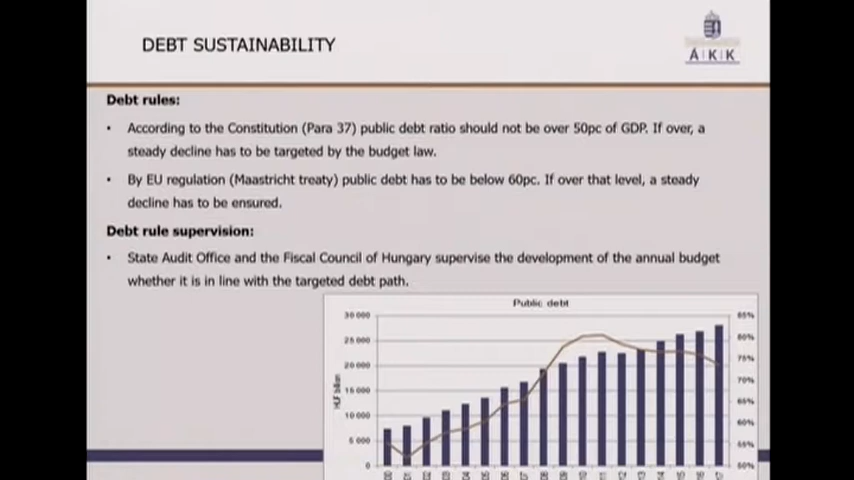 DEBT SUSTAINABILITY
Á|K|K
Debt rules:
• According to the Constitution (Para 37) public debt ratio should not be over 50pc of GDP. If over, a
steady decline has to be targeted by the budget law.
• By EU regulation (Maastricht treaty) public debt has to be below 60pc. If over that level, a steady
decline has to be ensured.
Debt rule supervision:
• State Audit Office and the Fiscal Council of Hungary supervise the development of the annual budget
whether it is in line with the targeted debt path.
Public debt
30 000
25 000
20 000
15 000
10 000
5 000
0
HUF billion
85%
80%
75%
70%
65%
60%
55%
50%